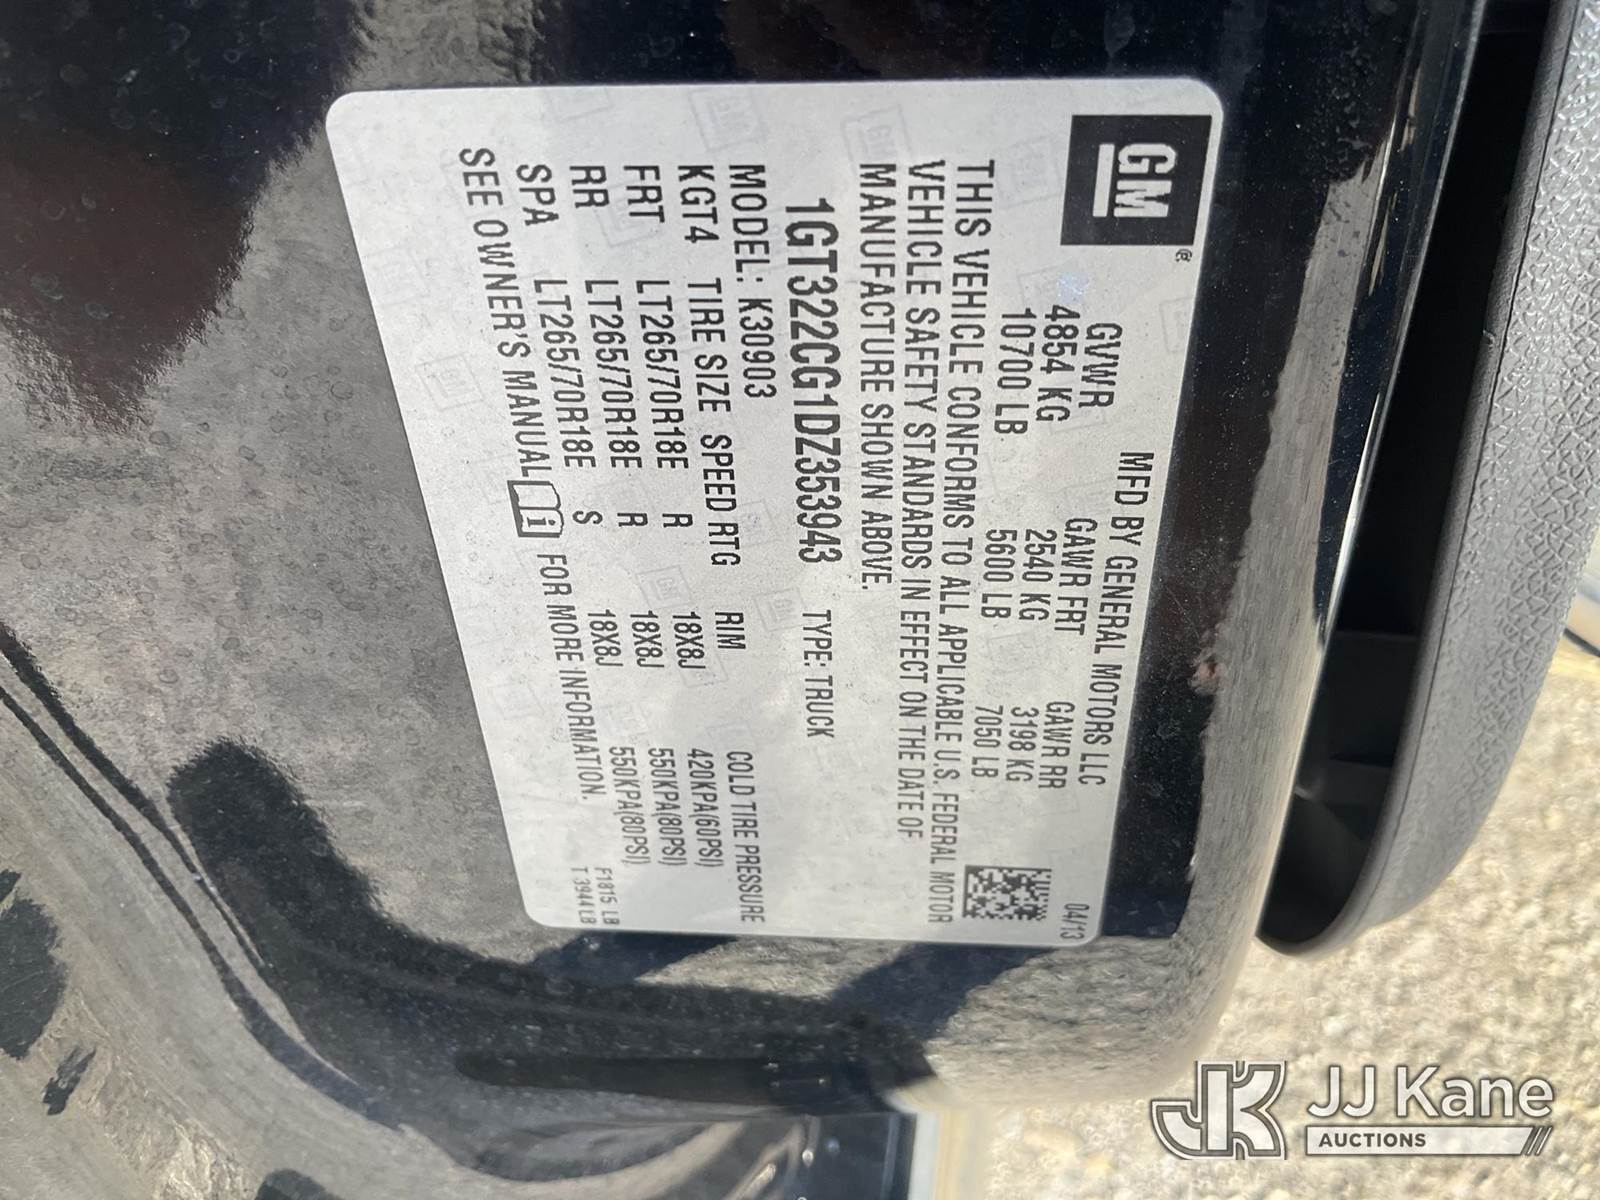 GM
MFD BY GENERAL MOTORS LLC 04/13
GVWR GAWR FRT GAWR RR
4854 KG 2540 KG 3198 KG
10700 LB 5600 LB 7050 LB
THIS VEHICLE CONFORMS TO ALL APPLICABLE U.S. FEDERAL MOTOR
VEHICLE SAFETY STANDARDS IN EFFECT ON THE DATE OF
MANUFACTURE SHOWN ABOVE.
1GT322CG1DZ353943 TYPE: TRUCK
MODEL: K30903
KGT4 TIRE SIZE SPEED RTG RIM COLD TIRE PRESSURE
FRT LT265/70R18E R 18X8J 420KPA(60PSI)
RR LT265/70R18E R 18X8J 550KPA(80PSI)
SPA LT265/70R18E S 18X8J 550KPA(80PSI)
SEE OWNER'S MANUAL i FOR MORE INFORMATION.
F1815 LB
T 3944 LB
JK JJ Kane
AUCTIONS